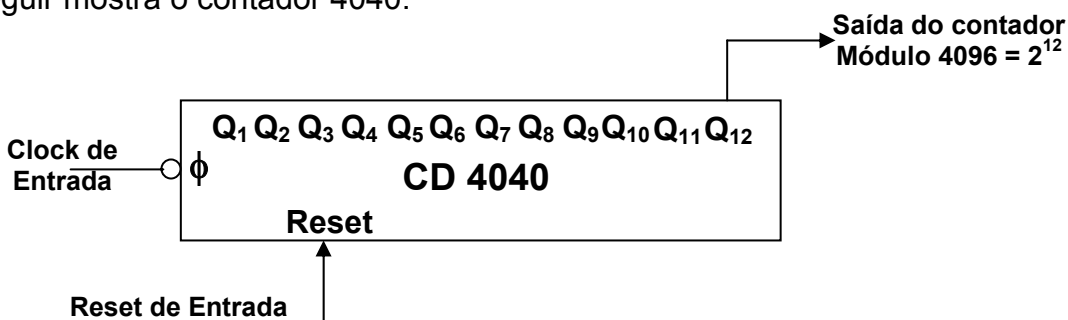 guir mostra o contador 4040.
Saída do contador
Módulo 4096 = 2¹²
Q₁ Q₂ Q₃ Q₄ Q₅ Q₆ Q₇ Q₈ Q₉ Q₁₀ Q₁₁ Q₁₂
Clock de
Entrada
ϕ
CD 4040
Reset
Reset de Entrada